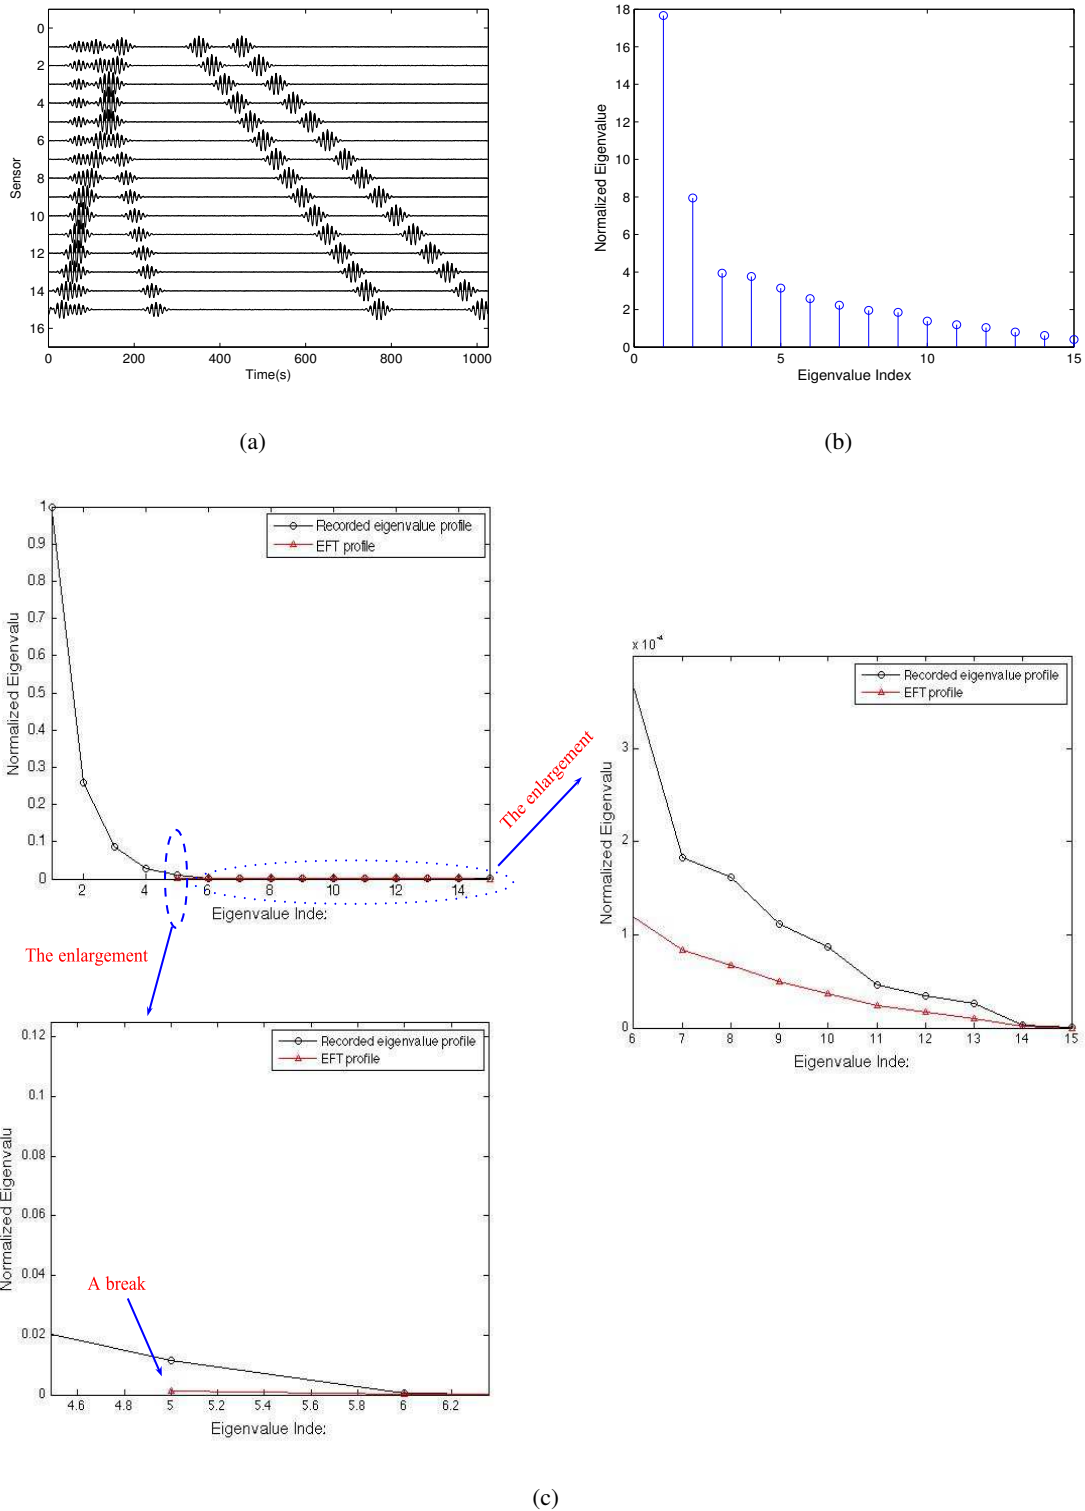 0
2
4
6
8
10
12
14
16
Sensor
0 200 400 600 800 1000
Time(s)
(a)
18
16
14
12
10
8
6
4
2
0
Normalized Eigenvalue
0 5 10 15
Eigenvalue Index
(b)
1
0.9
0.8
0.7
0.6
0.5
0.4
0.3
0.2
0.1
0
Normalized Eigenvalu
Recorded eigenvalue profile
EFT profile
2 4 6 8 10 12 14
Eigenvalue Inde:
The enlargement
The enlargement
x 10⁻⁴
3
2
1
0
Normalized Eigenvalu
Recorded eigenvalue profile
EFT profile
6 7 8 9 10 11 12 13 14 15
Eigenvalue Inde:
0.12
0.1
0.08
0.06
0.04
0.02
0
Normalized Eigenvalu
Recorded eigenvalue profile
EFT profile
A break
4.6 4.8 5 5.2 5.4 5.6 5.8 6 6.2
Eigenvalue Inde:
(c)